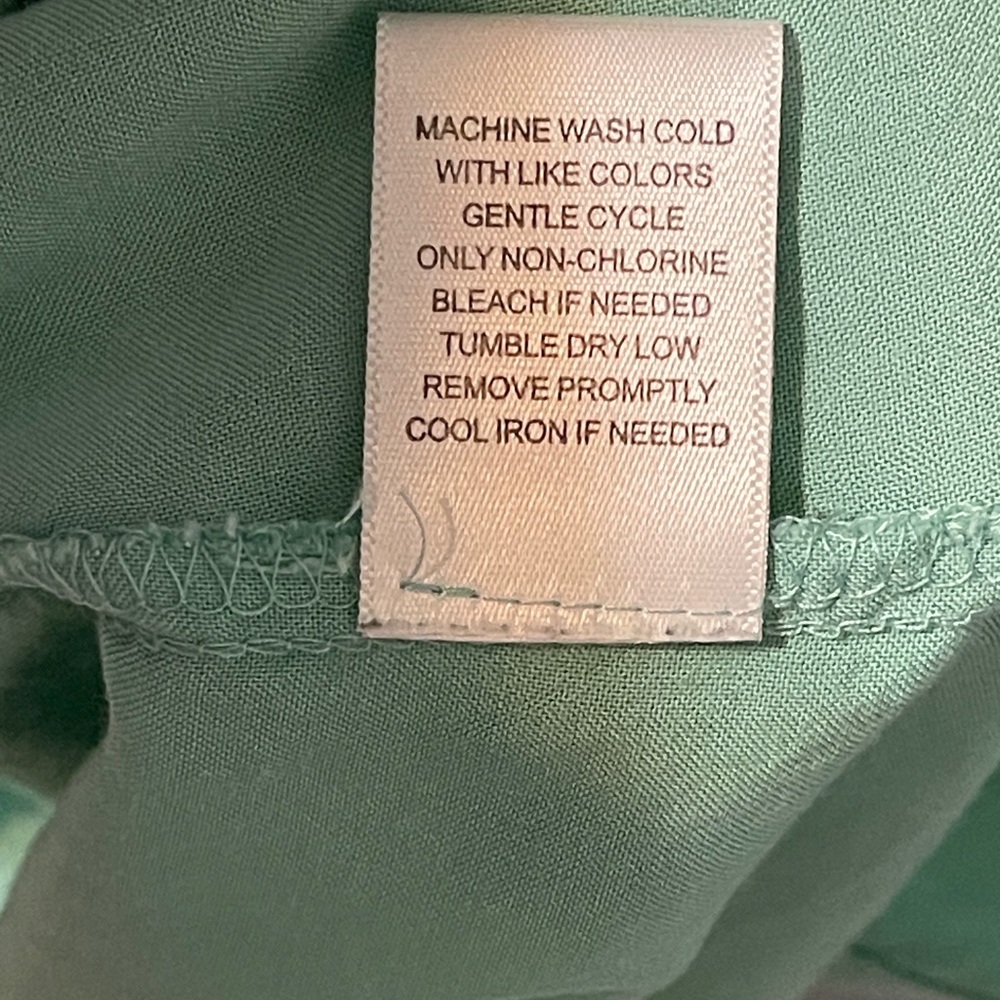 MACHINE WASH COLD
WITH LIKE COLORS
GENTLE CYCLE
ONLY NON-CHLORINE
BLEACH IF NEEDED
TUMBLE DRY LOW
REMOVE PROMPTLY
COOL IRON IF NEEDED